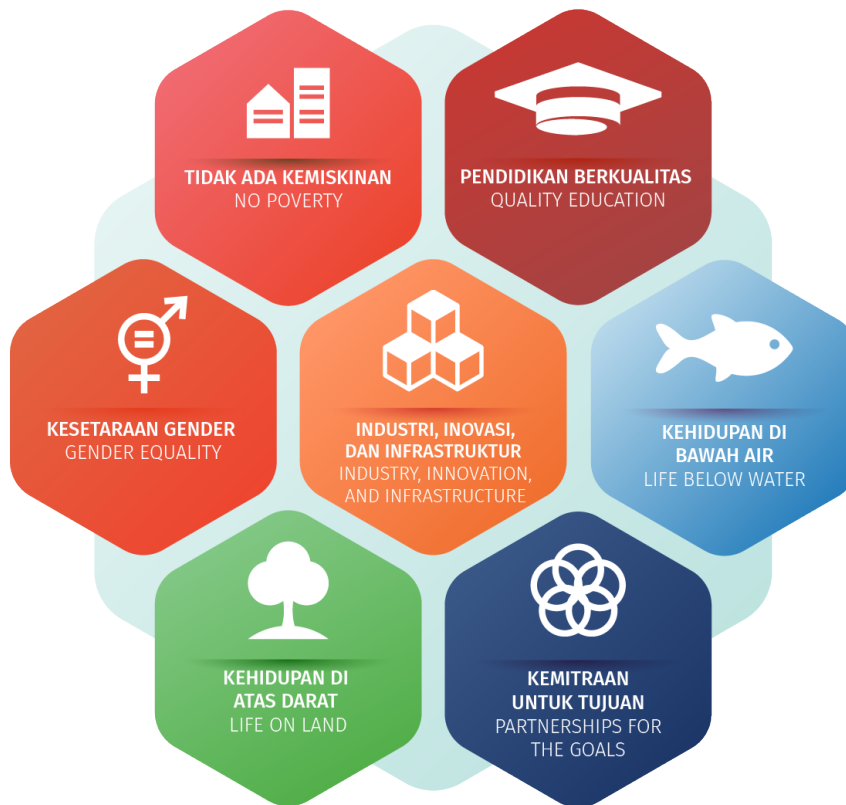 TIDAK ADA KEMISKINAN
NO POVERTY
PENDIDIKAN BERKUALITAS
QUALITY EDUCATION
KESETARAAN GENDER
GENDER EQUALITY
INDUSTRI, INOVASI,
DAN INFRASTRUKTUR
INDUSTRY, INNOVATION,
AND INFRASTRUCTURE
KEHIDUPAN DI
BAWAH AIR
LIFE BELOW WATER
KEHIDUPAN DI
ATAS DARAT
LIFE ON LAND
KEMITRAAN
UNTUK TUJUAN
PARTNERSHIPS FOR
THE GOALS